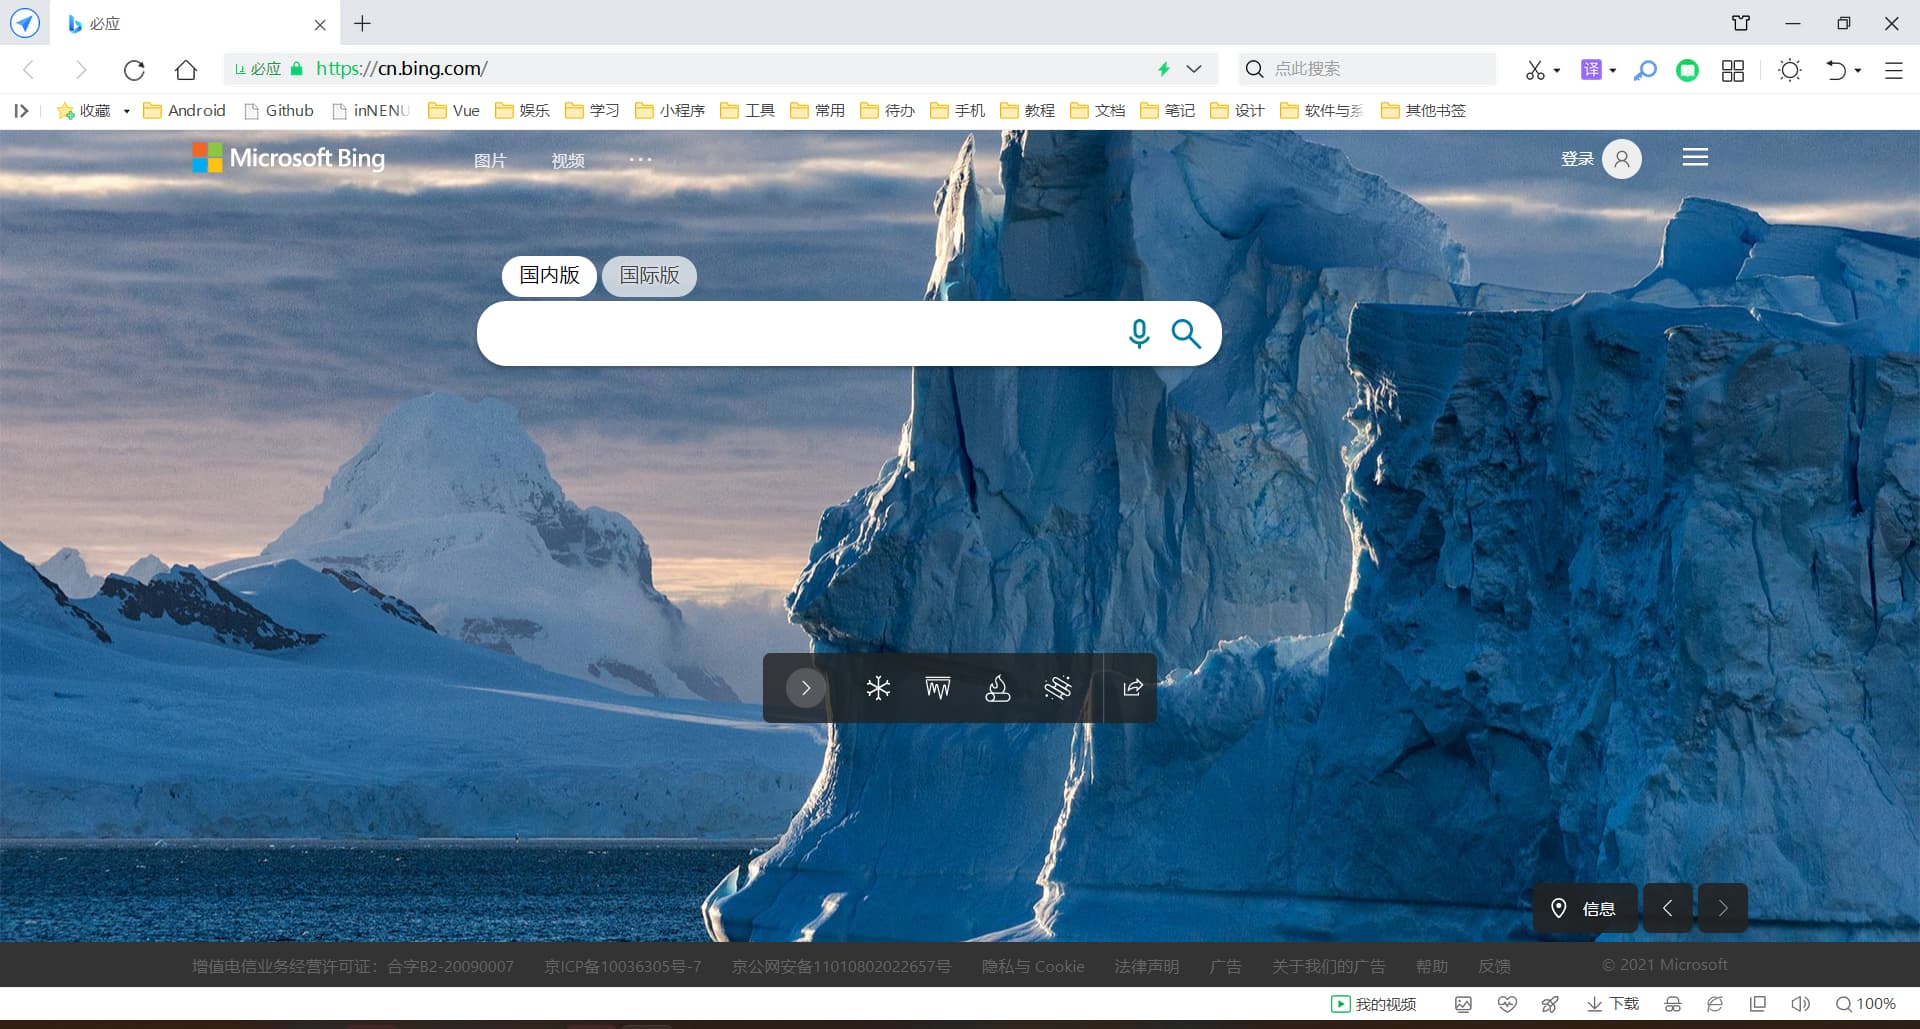 必应
必应 https://cn.bing.com/ 点此搜索 译
收藏 Android Github inNENU Vue 娱乐 学习 小程序 工具 常用 待办 手机 教程 文档 笔记 设计 软件与系 其他书签
Microsoft Bing 图片 视频 ··· 登录
国内版 国际版
信息
增值电信业务经营许可证：合字B2-20090007 京ICP备10036305号-7 京公网安备11010802022657号 隐私与 Cookie 法律声明 广告 关于我们的广告 帮助 反馈 © 2021 Microsoft
我的视频 下载 100%